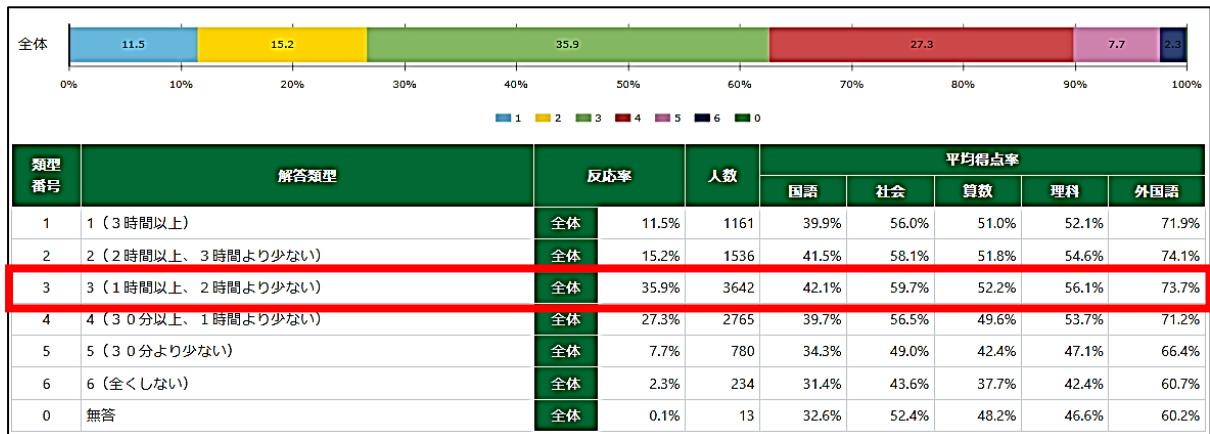 全体 11.5 15.2 35.9 27.3 7.7 2.3
0% 10% 20% 30% 40% 50% 60% 70% 80% 90% 100%
1 2 3 4 5 6 0
類型番号 解答類型 反応率 人数 平均得点率
国語 社会 算数 理科 外国語
1 1（３時間以上） 全体 11.5% 1161 39.9% 56.0% 51.0% 52.1% 71.9%
2 2（２時間以上、３時間より少ない） 全体 15.2% 1536 41.5% 58.1% 51.8% 54.6% 74.1%
3 3（１時間以上、２時間より少ない） 全体 35.9% 3642 42.1% 59.7% 52.2% 56.1% 73.7%
4 4（３０分以上、１時間より少ない） 全体 27.3% 2765 39.7% 56.5% 49.6% 53.7% 71.2%
5 5（３０分より少ない） 全体 7.7% 780 34.3% 49.0% 42.4% 47.1% 66.4%
6 6（全くしない） 全体 2.3% 234 31.4% 43.6% 37.7% 42.4% 60.7%
0 無答 全体 0.1% 13 32.6% 52.4% 48.2% 46.6% 60.2%